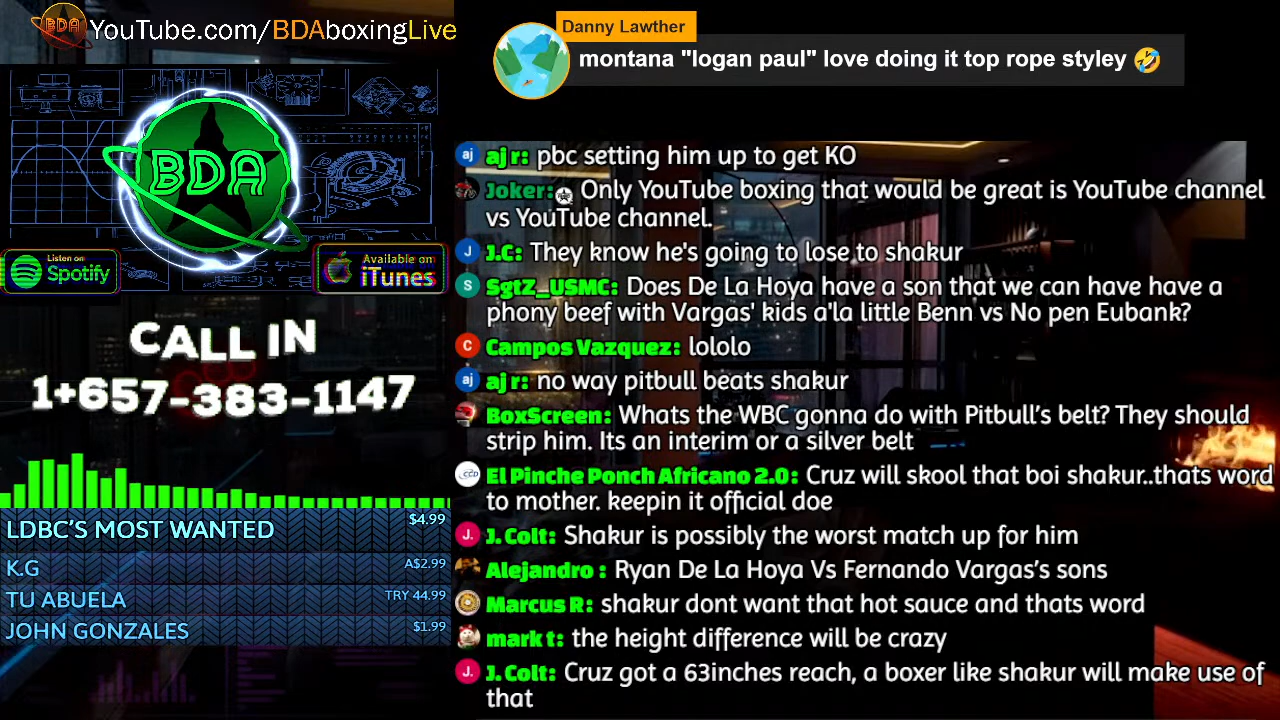 BDA YouTube.com/BDAboxingLive
Danny Lawther
montana "logan paul" love doing it top rope styley 🤣
BDA
Listen on
Spotify
Available on
iTunes
CALL IN
1+657-383-1147
LDBC'S MOST WANTED $4.99
K.G A$2.99
TU ABUELA TRY 44.99
JOHN GONZALES $1.99
aj aj r: pbc setting him up to get KO
Joker: Only YouTube boxing that would be great is YouTube channel
vs YouTube channel.
J J.C: They know he's going to lose to shakur
S SgtZ_USMC: Does De La Hoya have a son that we can have have a
phony beef with Vargas' kids a'la little Benn vs No pen Eubank?
C Campos Vazquez: lololo
aj aj r: no way pitbull beats shakur
BoxScreen: Whats the WBC gonna do with Pitbull's belt? They should
strip him. Its an interim or a silver belt
El Pinche Ponch Africano 2.0: Cruz will skool that boi shakur..thats word
to mother. keepin it official doe
J. J. Colt: Shakur is possibly the worst match up for him
Alejandro : Ryan De La Hoya Vs Fernando Vargas's sons
Marcus R: shakur dont want that hot sauce and thats word
mark t: the height difference will be crazy
J. J. Colt: Cruz got a 63inches reach, a boxer like shakur will make use of
that